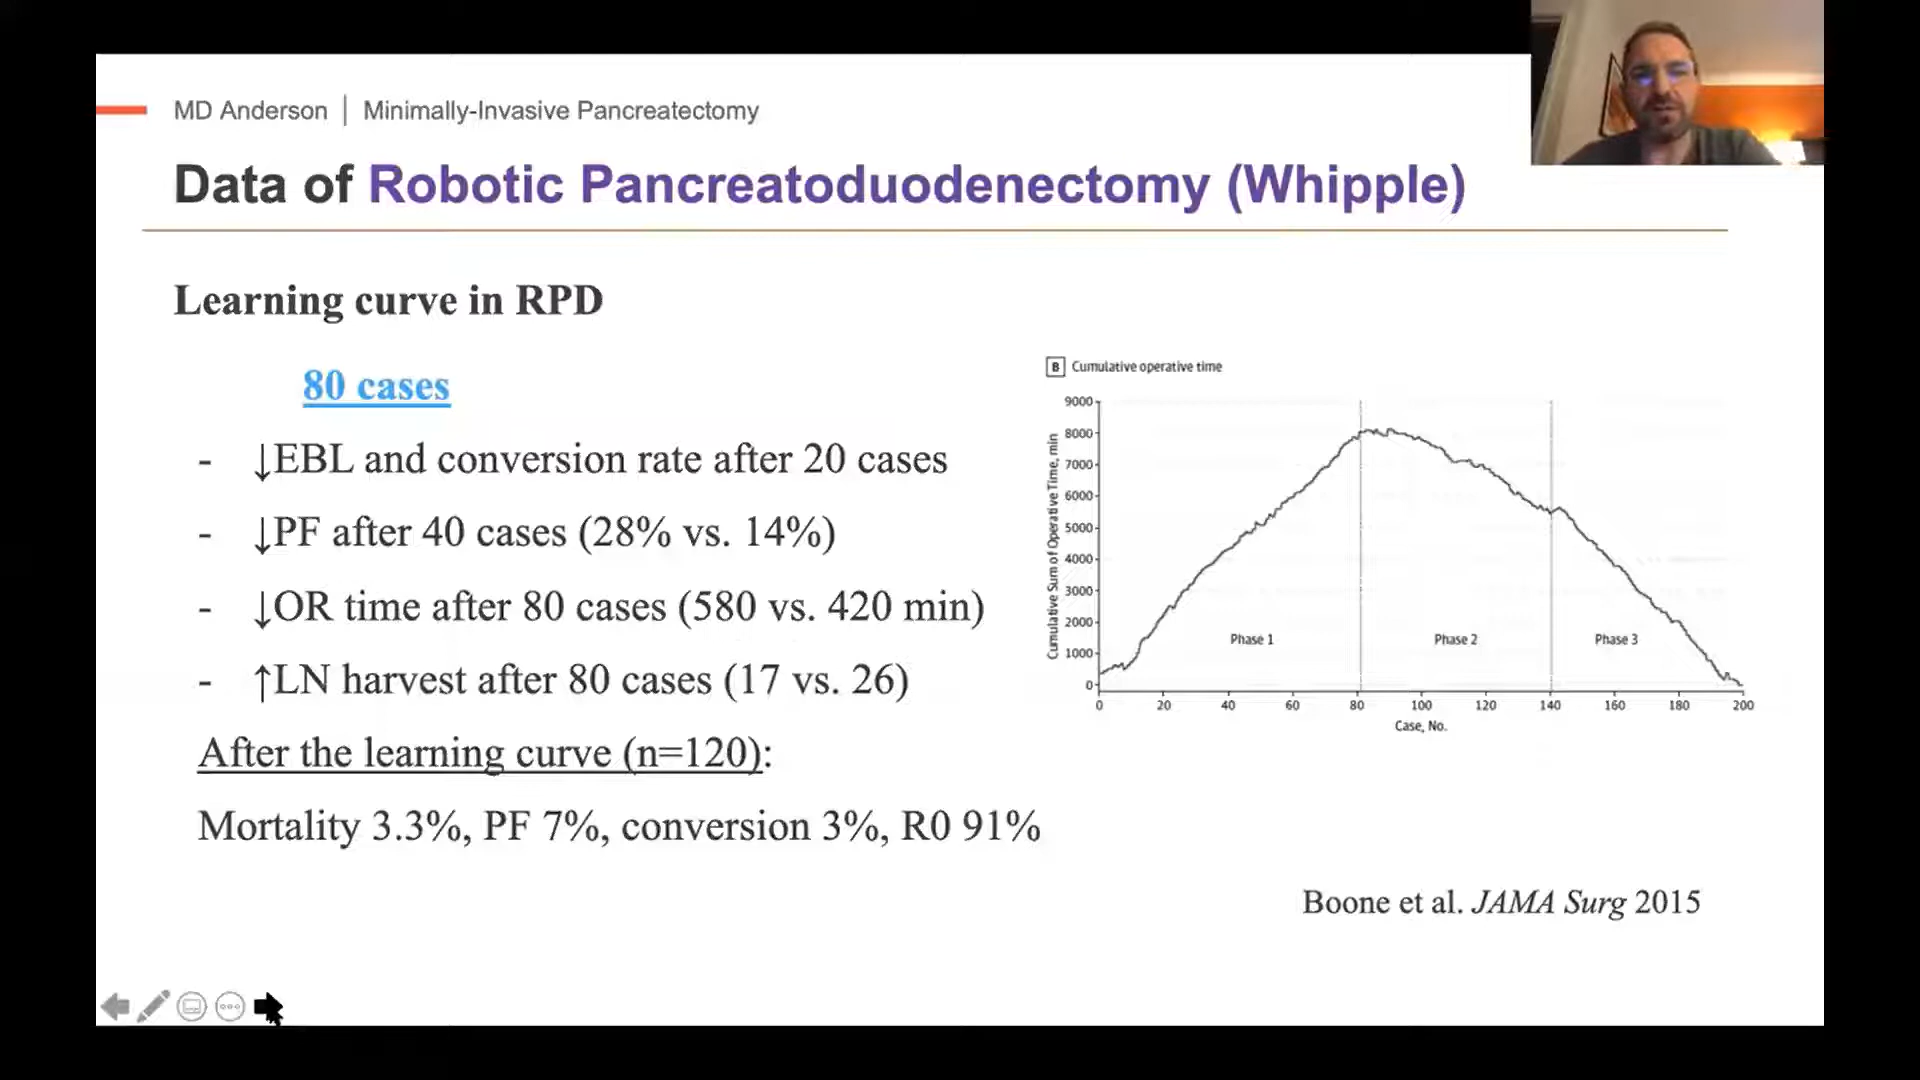 MD Anderson | Minimally-Invasive Pancreatectomy
Data of Robotic Pancreatoduodenectomy (Whipple)
Learning curve in RPD
80 cases
- ↓EBL and conversion rate after 20 cases
- ↓PF after 40 cases (28% vs. 14%)
- ↓OR time after 80 cases (580 vs. 420 min)
- ↑LN harvest after 80 cases (17 vs. 26)
After the learning curve (n=120):
Mortality 3.3%, PF 7%, conversion 3%, R0 91%
B Cumulative operative time
Cumulative Sum of Operative Time, min
9000
8000
7000
6000
5000
4000
3000
2000
1000
0
Phase 1 Phase 2 Phase 3
0 20 40 60 80 100 120 140 160 180 200
Case, No.
Boone et al. JAMA Surg 2015